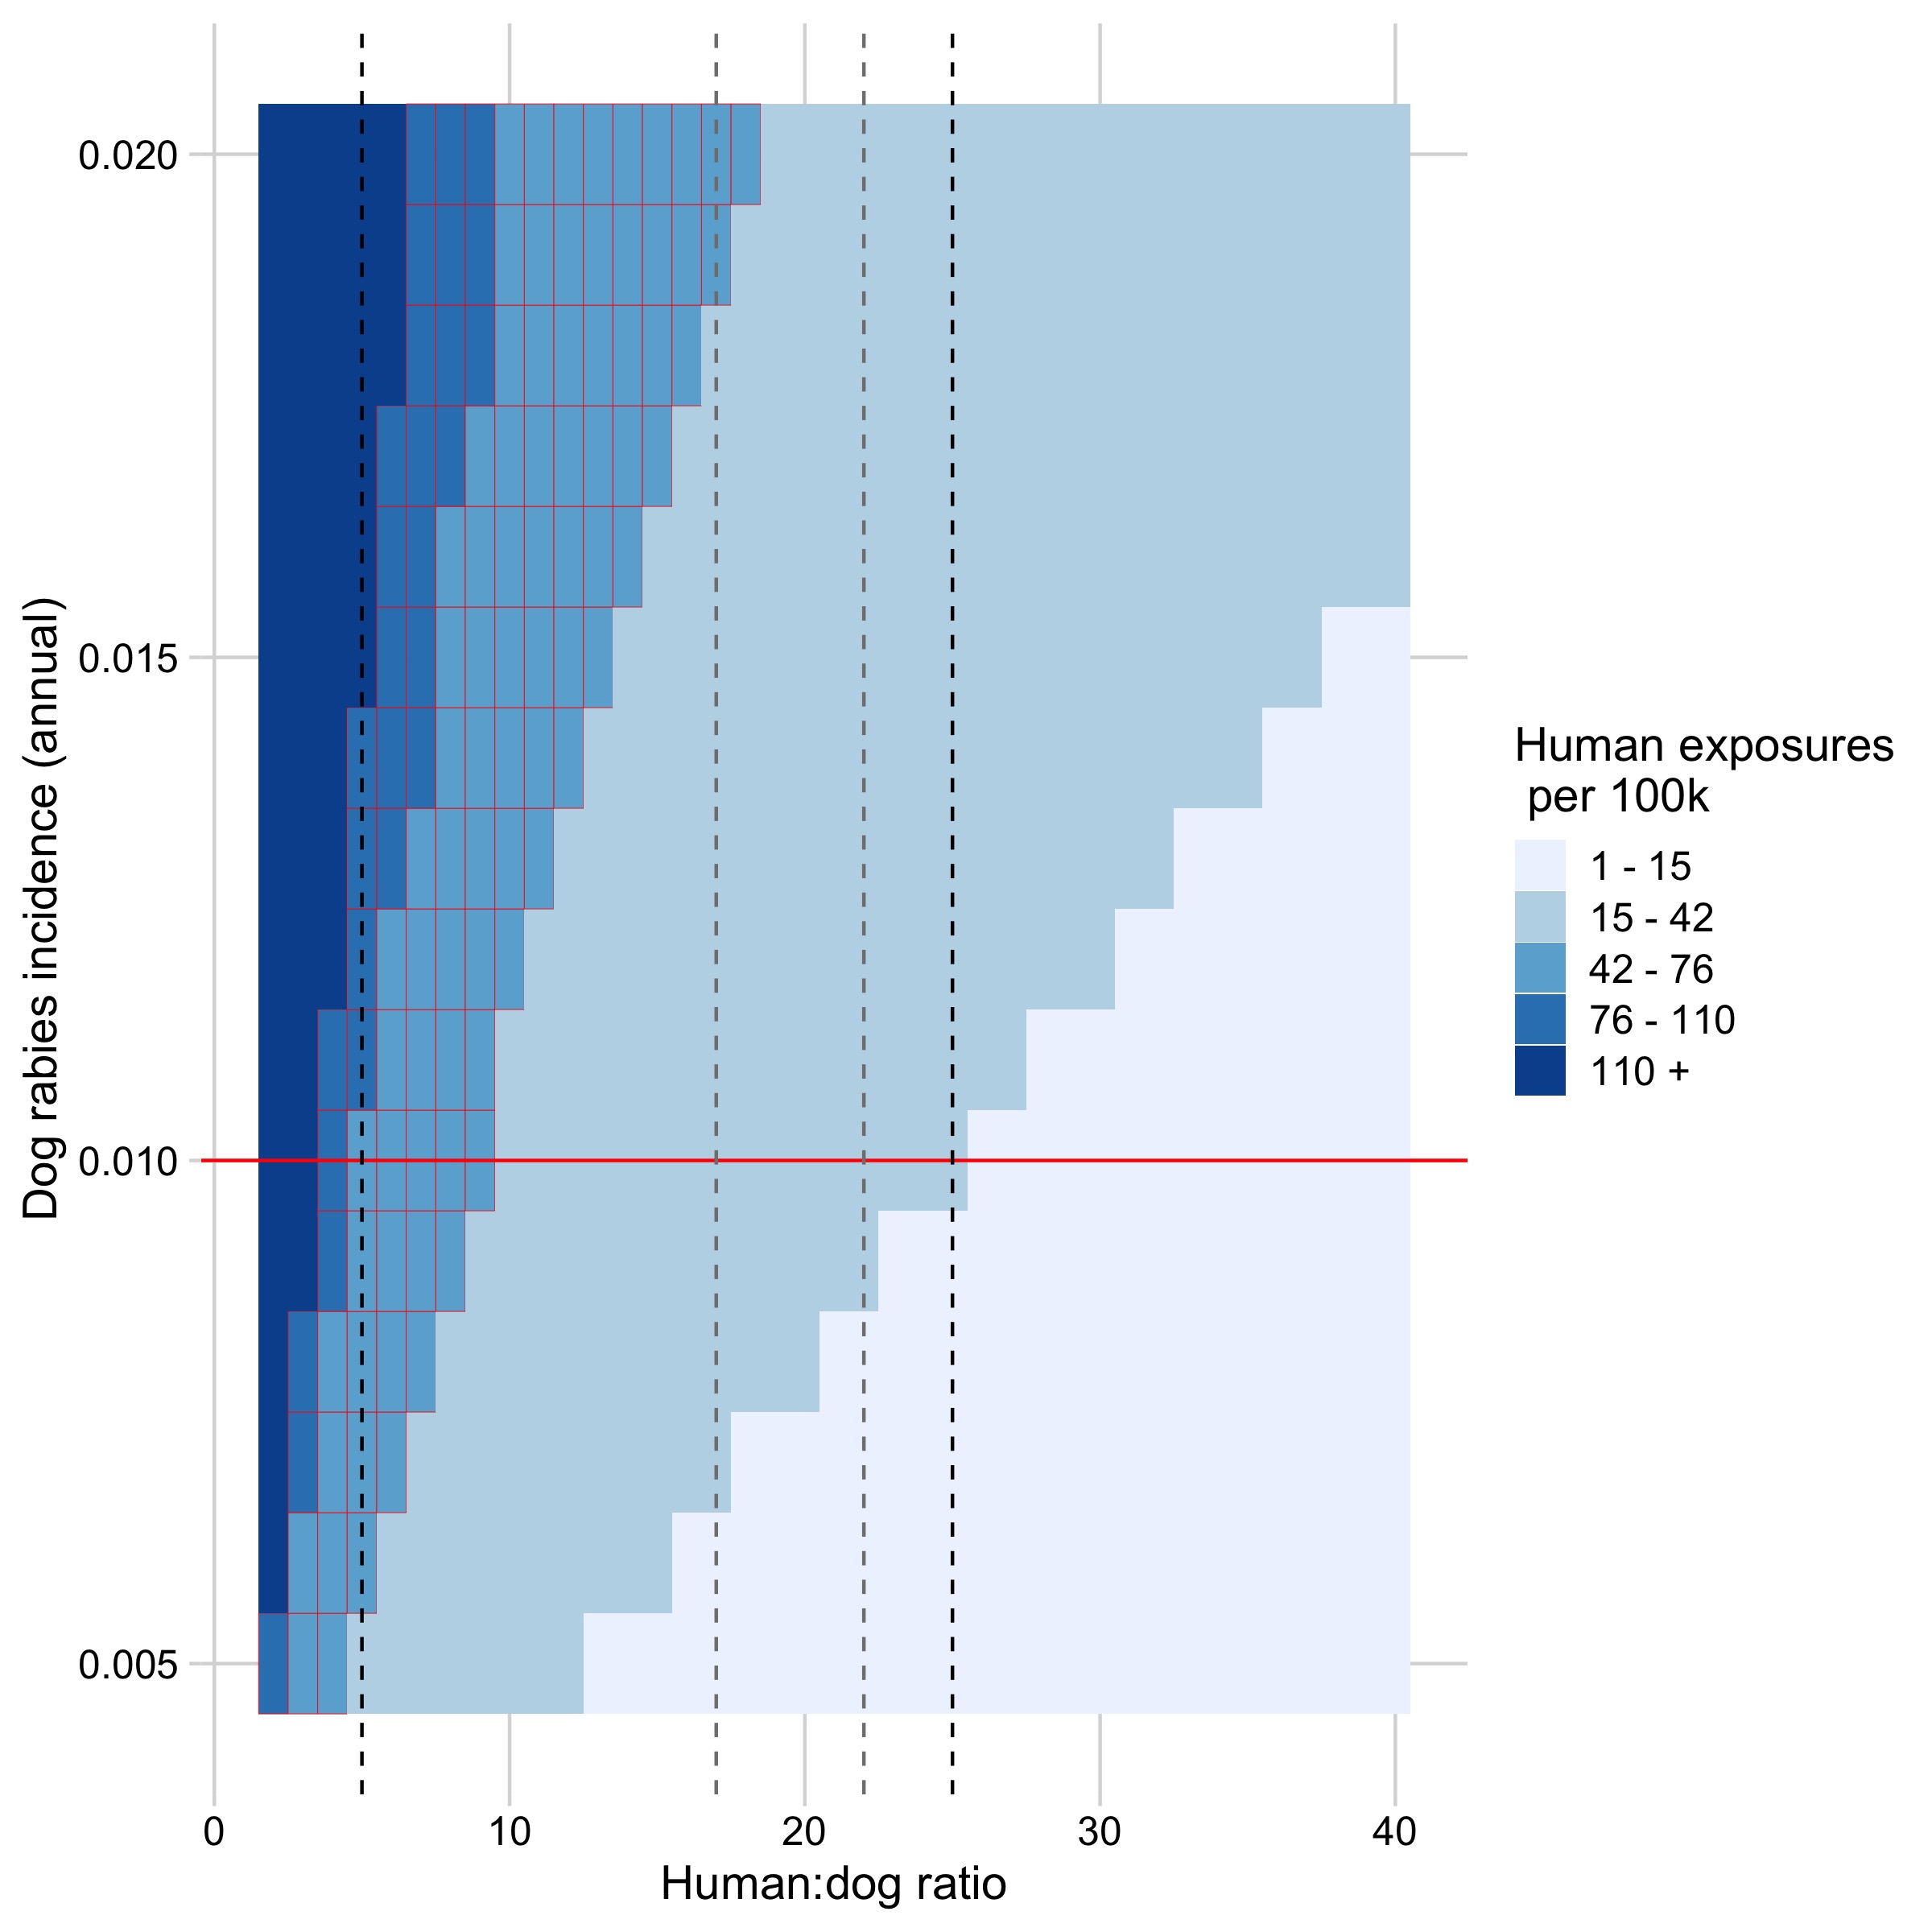 0.020
0.015
0.010
0.005
Dog rabies incidence (annual)
0
10
20
30
40
Human:dog ratio
Human exposures
per 100k
1 - 15
15 - 42
42 - 76
76 - 110
110 +